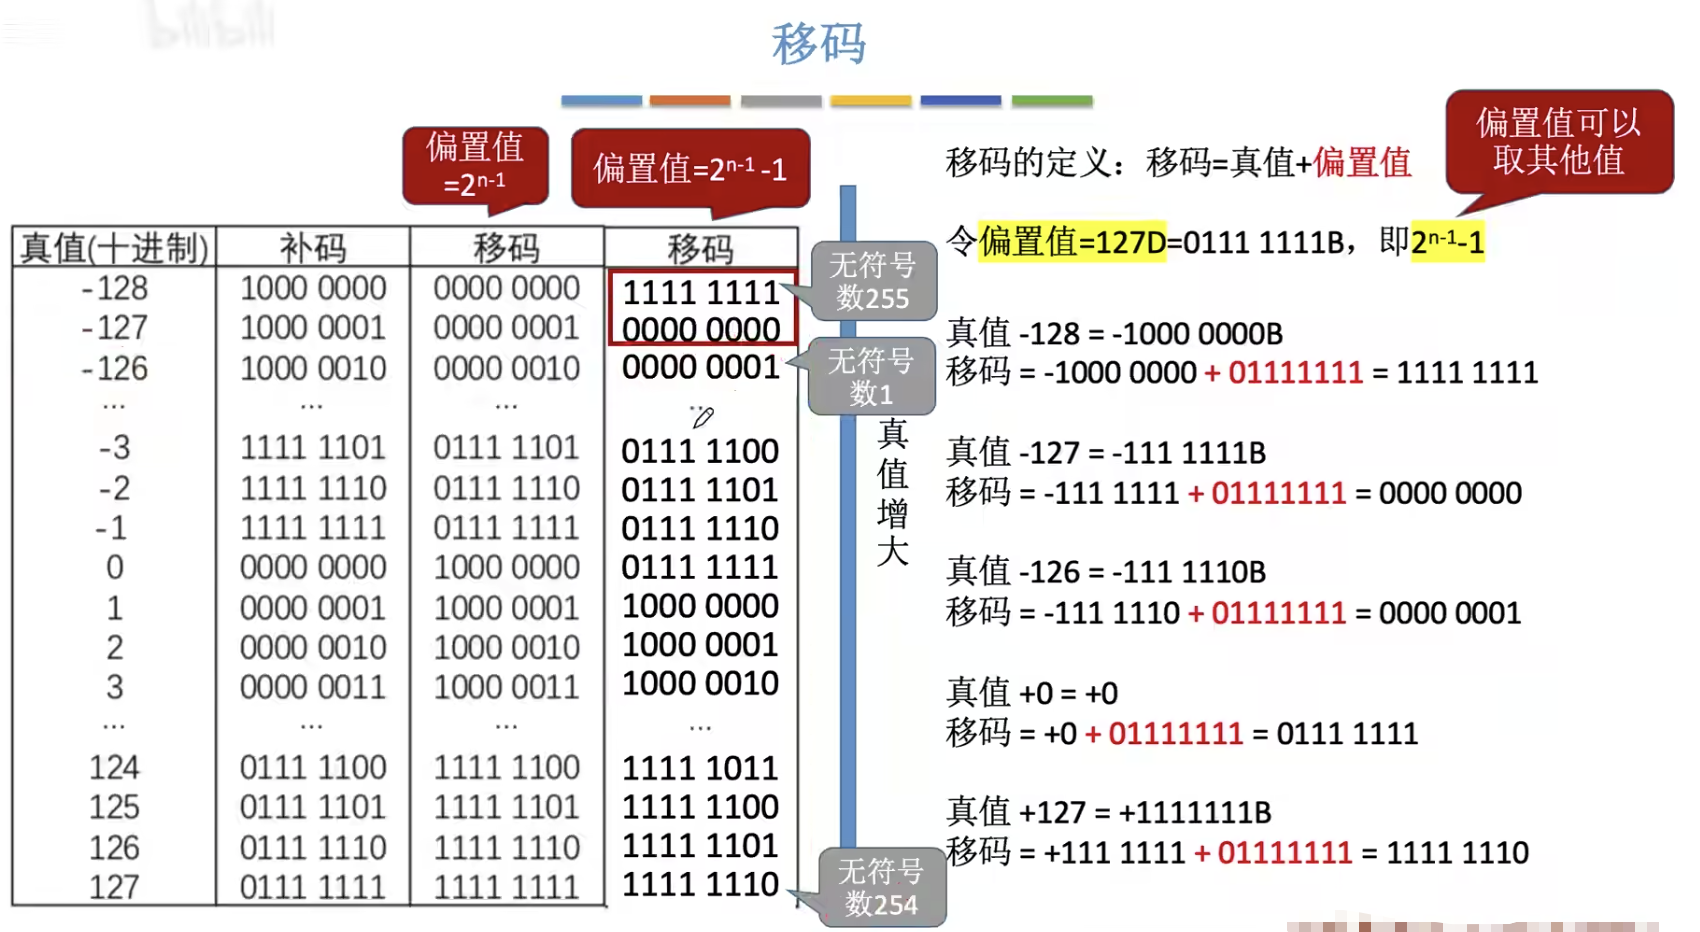 bilibili
移码
偏置值
=2ⁿ⁻¹
偏置值=2ⁿ⁻¹ -1
偏置值可以
取其他值
移码的定义：移码=真值+偏置值
令偏置值=127D=0111 1111B，即2ⁿ⁻¹-1
真值(十进制) 补码 移码 移码
-128 1000 0000 0000 0000 1111 1111
-127 1000 0001 0000 0001 0000 0000
-126 1000 0010 0000 0010 0000 0001
... ... ... ...
-3 1111 1101 0111 1101 0111 1100
-2 1111 1110 0111 1110 0111 1101
-1 1111 1111 0111 1111 0111 1110
0 0000 0000 1000 0000 0111 1111
1 0000 0001 1000 0001 1000 0000
2 0000 0010 1000 0010 1000 0001
3 0000 0011 1000 0011 1000 0010
... ... ... ...
124 0111 1100 1111 1100 1111 1011
125 0111 1101 1111 1101 1111 1100
126 0111 1110 1111 1110 1111 1101
127 0111 1111 1111 1111 1111 1110
无符号
数255
无符号
数1
真
值
增
大
无符号
数254
真值 -128 = -1000 0000B
移码 = -1000 0000 + 01111111 = 1111 1111
真值 -127 = -111 1111B
移码 = -111 1111 + 01111111 = 0000 0000
真值 -126 = -111 1110B
移码 = -111 1110 + 01111111 = 0000 0001
真值 +0 = +0
移码 = +0 + 01111111 = 0111 1111
真值 +127 = +1111111B
移码 = +111 1111 + 01111111 = 1111 1110